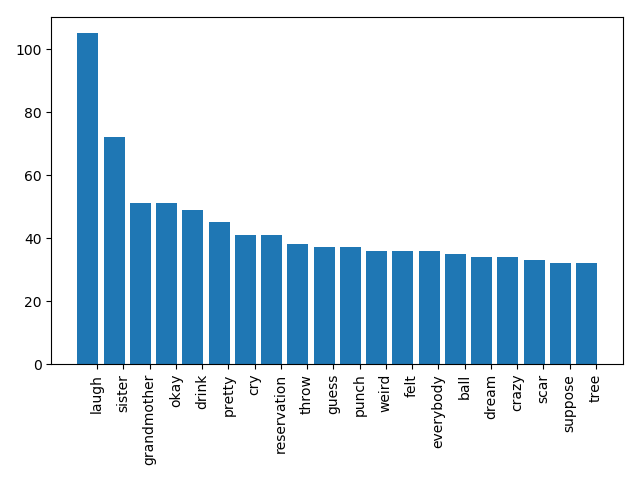 100
80
60
40
20
0
laugh
sister
grandmother
okay
drink
pretty
cry
reservation
throw
guess
punch
weird
felt
everybody
ball
dream
crazy
scar
suppose
tree